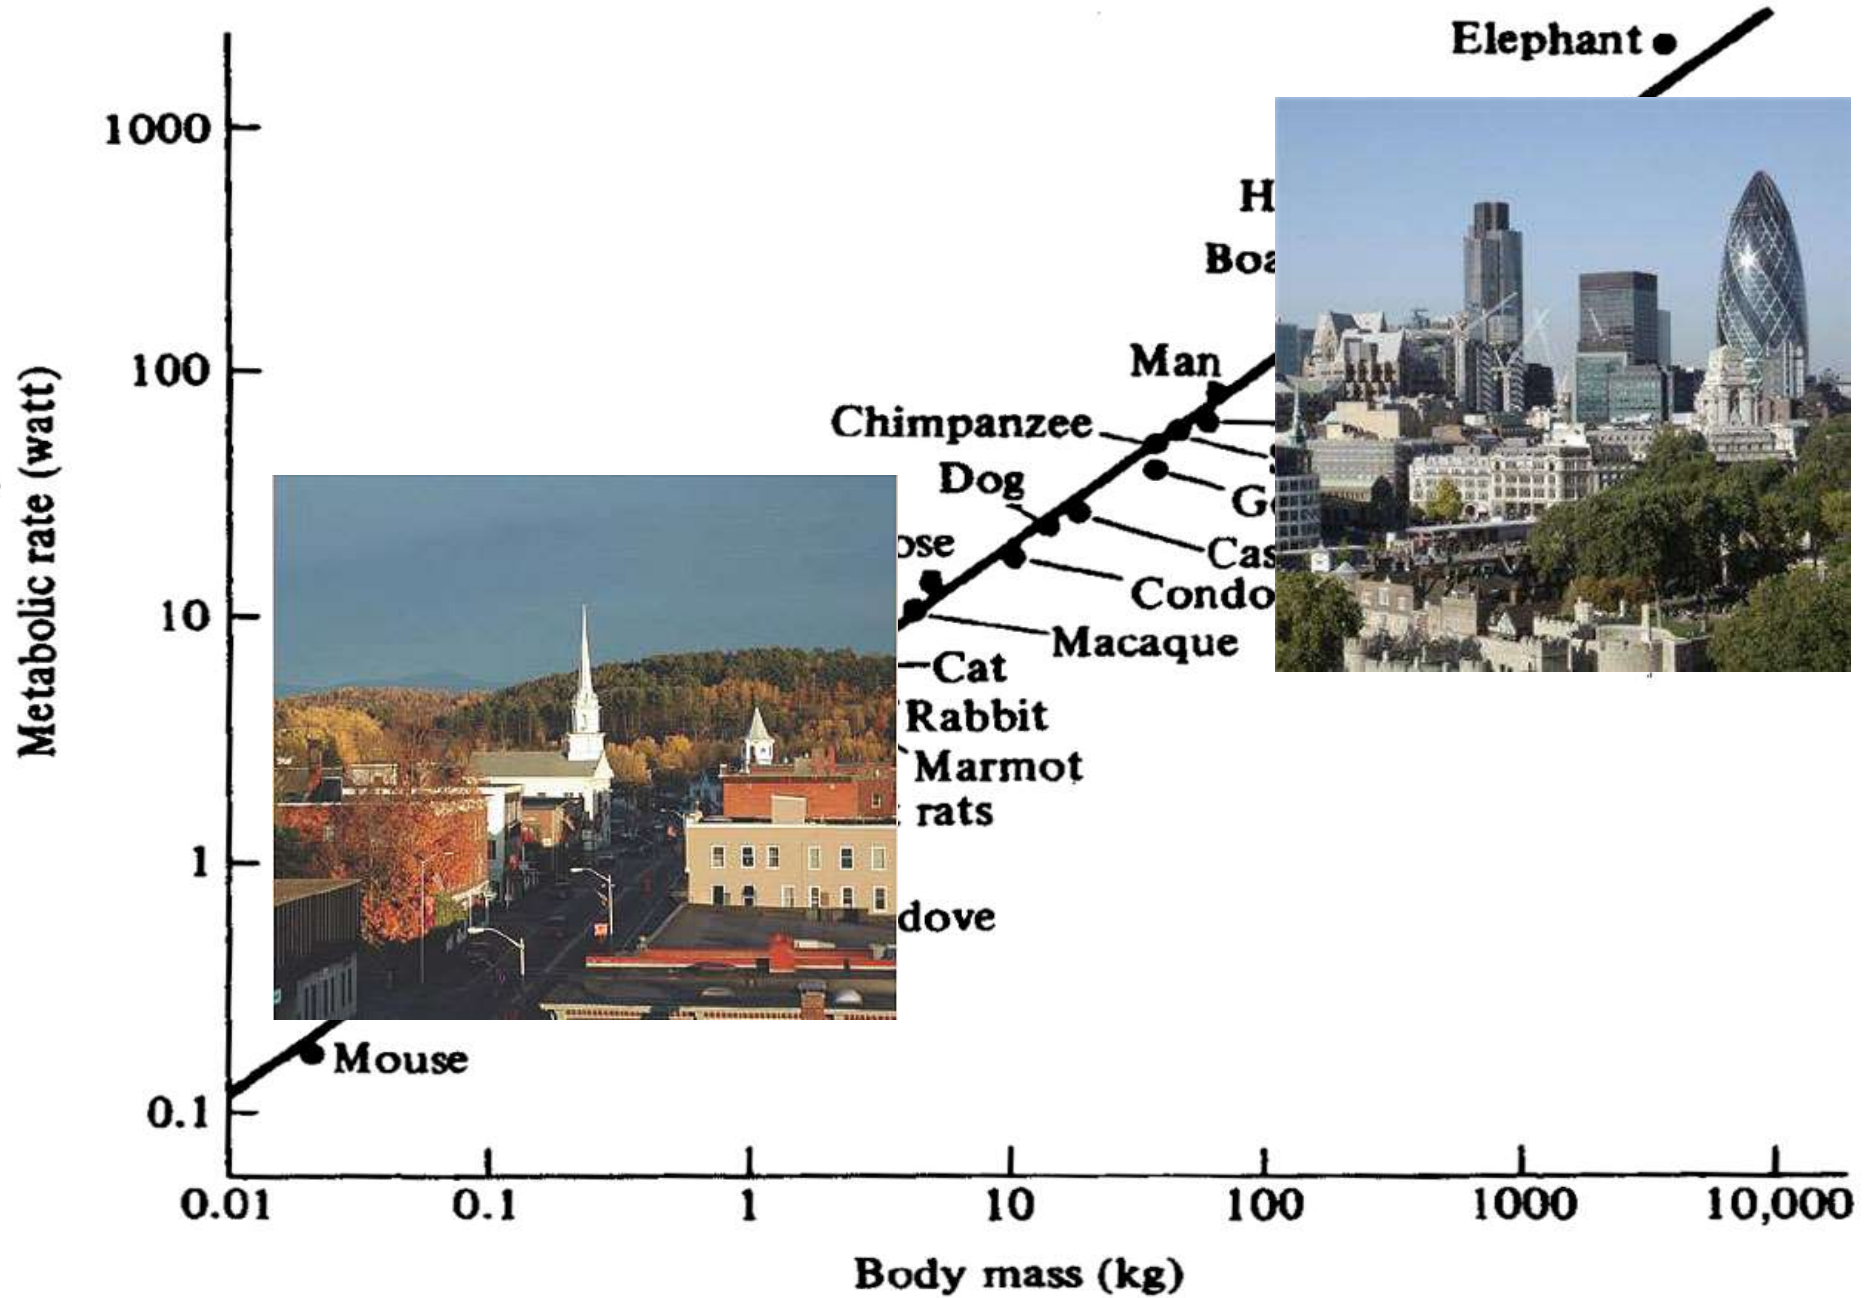 Elephant
1000
H
Boa
100
Man
Chimpanzee
Dog
G
ose
Cas
Condo
10
Macaque
Cat
Rabbit
Marmot
rats
1
dove
Mouse
0.1
0.01 0.1 1 10 100 1000 10,000
Body mass (kg)
Metabolic rate (watt)